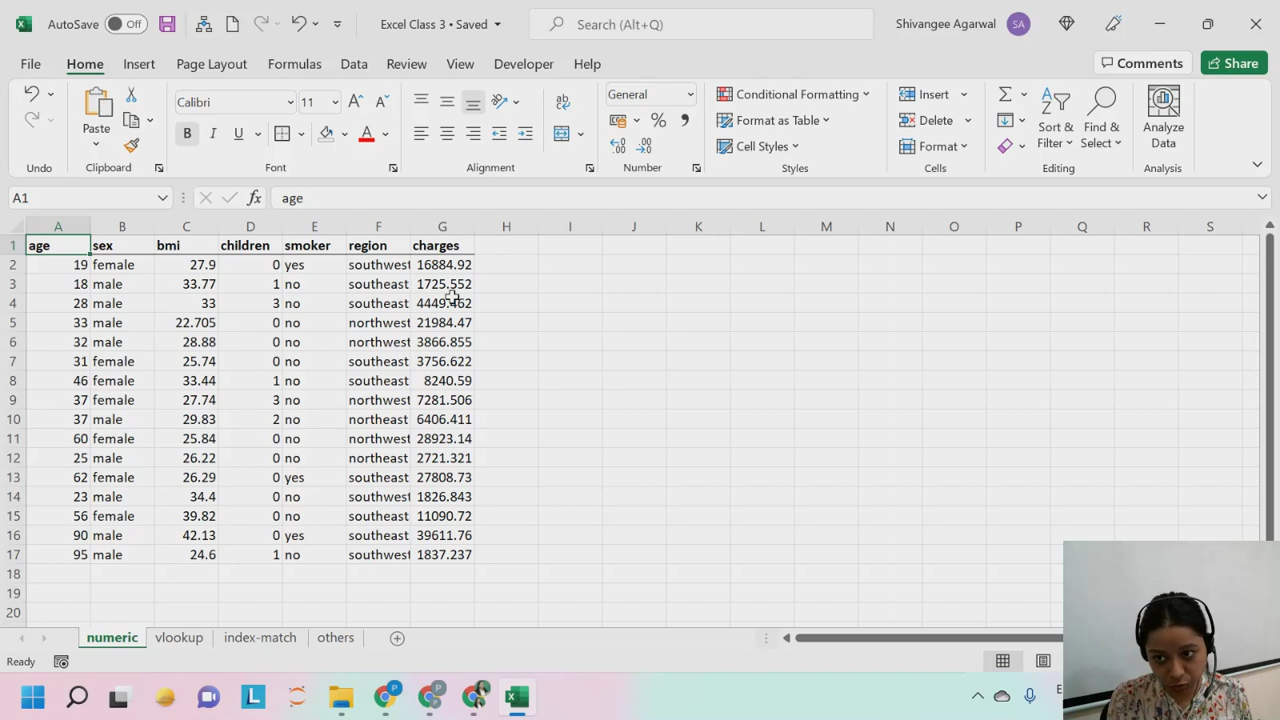 AutoSave Off Excel Class 3 • Saved Search (Alt+Q) Shivangee Agarwal SA
File Home Insert Page Layout Formulas Data Review View Developer Help Comments Share
Calibri 11 General Conditional Formatting Insert
Paste Format as Table Delete Sort & Filter Find & Select Analyze Data
B I U A Cell Styles Format
Undo Clipboard Font Alignment Number Styles Cells Editing Analysis
A1 fx age
A B C D E F G H I J K L M N O P Q R S
1 age sex bmi children smoker region charges
2 19 female 27.9 0 yes southwest 16884.92
3 18 male 33.77 1 no southeast 1725.552
4 28 male 33 3 no southeast 4449.462
5 33 male 22.705 0 no northwest 21984.47
6 32 male 28.88 0 no northwest 3866.855
7 31 female 25.74 0 no southeast 3756.622
8 46 female 33.44 1 no southeast 8240.59
9 37 female 27.74 3 no northwest 7281.506
10 37 male 29.83 2 no northeast 6406.411
11 60 female 25.84 0 no northwest 28923.14
12 25 male 26.22 0 no northeast 2721.321
13 62 female 26.29 0 yes southeast 27808.73
14 23 male 34.4 0 no southwest 1826.843
15 56 female 39.82 0 no southeast 11090.72
16 90 male 42.13 0 yes southeast 39611.76
17 95 male 24.6 1 no southwest 1837.237
18
19
20
numeric vlookup index-match others
Ready